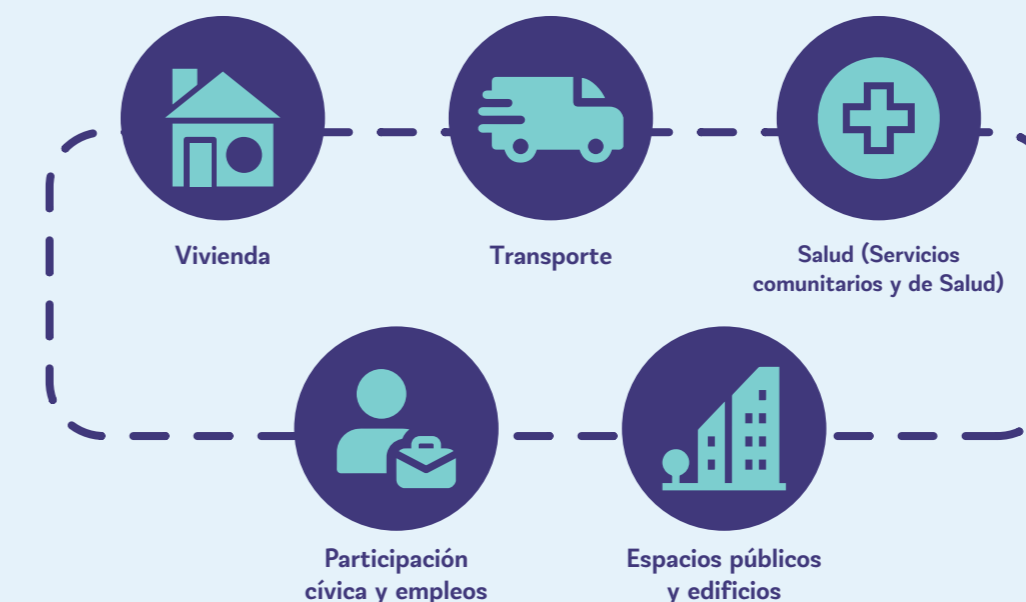 Vivienda
Transporte
Salud (Servicios
comunitarios y de Salud)
Participación
cívica y empleos
Espacios públicos
y edificios